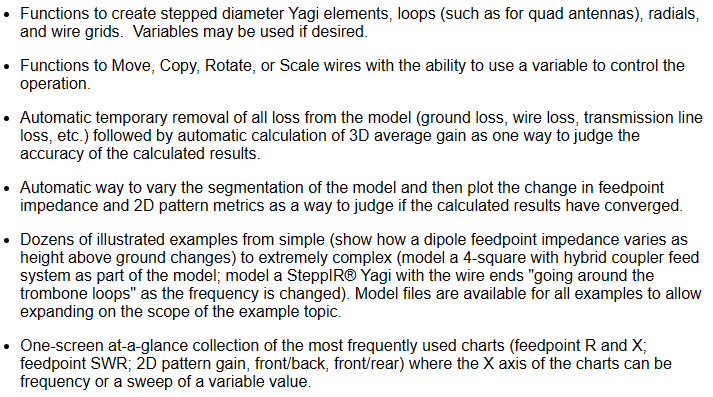 • Functions to create stepped diameter Yagi elements, loops (such as for quad antennas), radials,
and wire grids.  Variables may be used if desired.
• Functions to Move, Copy, Rotate, or Scale wires with the ability to use a variable to control the
operation.
• Automatic temporary removal of all loss from the model (ground loss, wire loss, transmission line
loss, etc.) followed by automatic calculation of 3D average gain as one way to judge the
accuracy of the calculated results.
• Automatic way to vary the segmentation of the model and then plot the change in feedpoint
impedance and 2D pattern metrics as a way to judge if the calculated results have converged.
• Dozens of illustrated examples from simple (show how a dipole feedpoint impedance varies as
height above ground changes) to extremely complex (model a 4-square with hybrid coupler feed
system as part of the model; model a SteppIR® Yagi with the wire ends "going around the
trombone loops" as the frequency is changed). Model files are available for all examples to allow
expanding on the scope of the example topic.
• One-screen at-a-glance collection of the most frequently used charts (feedpoint R and X;
feedpoint SWR; 2D pattern gain, front/back, front/rear) where the X axis of the charts can be
frequency or a sweep of a variable value.